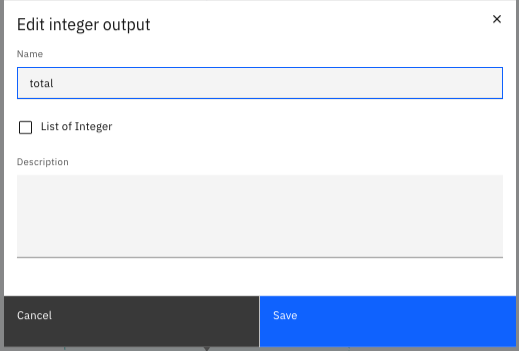 Edit integer output
Name
total
List of Integer
Description
Cancel
Save